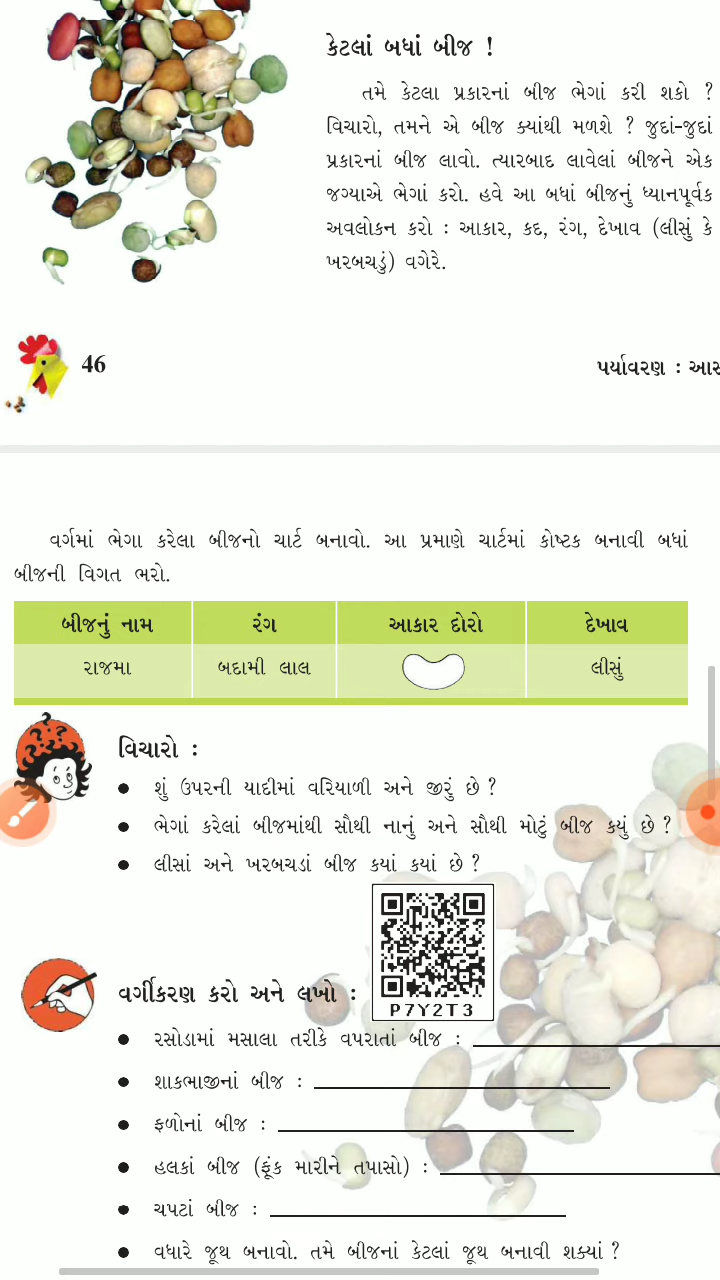 કેટલાં બધાં બીજ !
તમે કેટલા પ્રકારનાં બીજ ભેગાં કરી શકો ?
વિચારો, તમને એ બીજ ક્યાંથી મળશે ? જુદાં-જુદાં
પ્રકારનાં બીજ લાવો. ત્યારબાદ લાવેલાં બીજને એક
જગ્યાએ ભેગાં કરો. હવે આ બધાં બીજનું ધ્યાનપૂર્વક
અવલોકન કરો : આકાર, કદ, રંગ, દેખાવ (લીસું કે
ખરબચડું) વગેરે.
46
પર્યાવરણ : આસ
વર્ગમાં ભેગા કરેલા બીજનો ચાર્ટ બનાવો. આ પ્રમાણે ચાર્ટમાં કોષ્ટક બનાવી બધાં
બીજની વિગત ભરો.
બીજનું નામ રંગ આકાર દોરો દેખાવ
રાજમા બદામી લાલ લીસું
વિચારો :
• શું ઉપરની યાદીમાં વરિયાળી અને જીરું છે ?
• ભેગાં કરેલાં બીજમાંથી સૌથી નાનું અને સૌથી મોટું બીજ કયું છે ?
• લીસાં અને ખરબચડાં બીજ કયાં કયાં છે ?
P7Y2T3
વર્ગીકરણ કરો અને લખો :
• રસોડામાં મસાલા તરીકે વપરાતાં બીજ :
• શાકભાજીનાં બીજ :
• ફળોનાં બીજ :
• હલકાં બીજ (ફૂંક મારીને તપાસો) :
• ચપટાં બીજ :
• વધારે જૂથ બનાવો. તમે બીજનાં કેટલાં જૂથ બનાવી શક્યાં ?